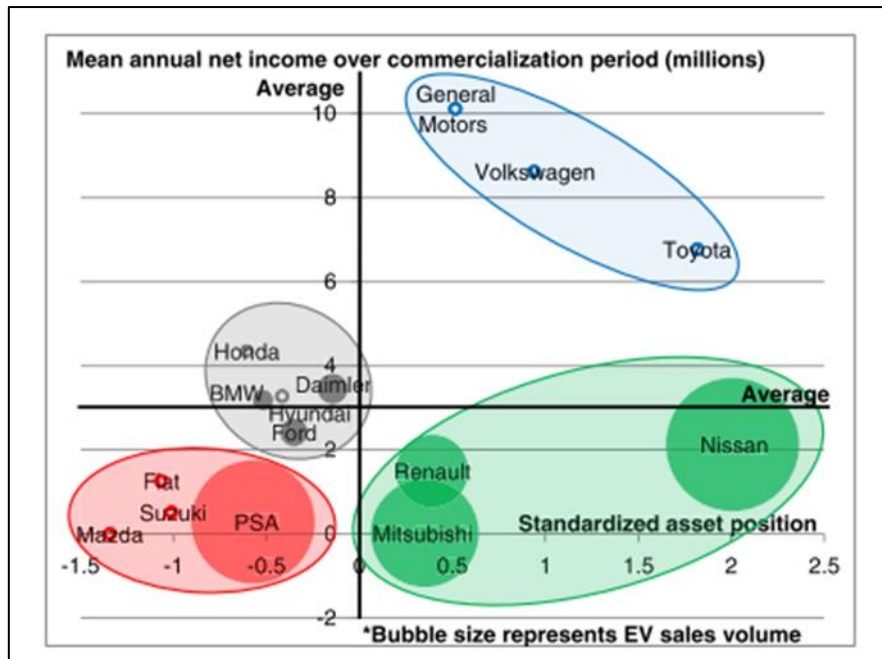 Mean annual net income over commercialization period (millions)
Average
General
10
Motors
Volkswagen
8
Toyota
6
Honda
4
Daimler
BMW
Average
Hyundai
Ford
2
Nissan
Renault
Fiat
Suzuki
PSA
Standardized asset position
Mazda
0
Mitsubishi
-1.5 -1 -0.5 0 0.5 1 1.5 2 2.5
-2
*Bubble size represents EV sales volume